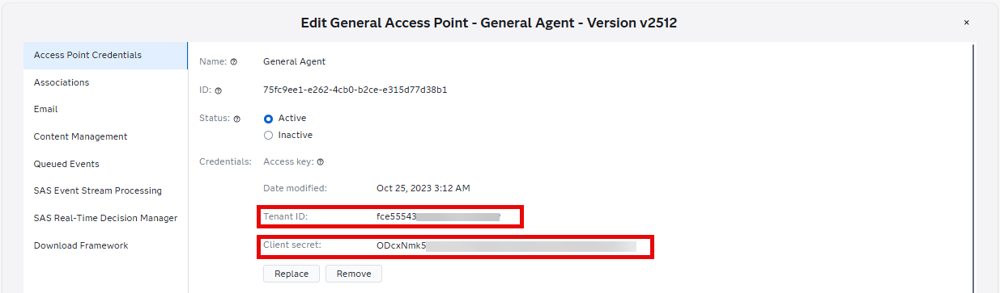 Edit General Access Point - General Agent - Version v2512
Access Point Credentials
Associations
Email
Content Management
Queued Events
SAS Event Stream Processing
SAS Real-Time Decision Manager
Download Framework
Name: General Agent
ID: 75fc9ee1-e262-4cb0-b2ce-e315d77d38b1
Status: Active
Inactive
Credentials: Access key:
Date modified: Oct 25, 2023 3:12 AM
Tenant ID: fce55543
Client secret: ODcxNmk5
Replace Remove